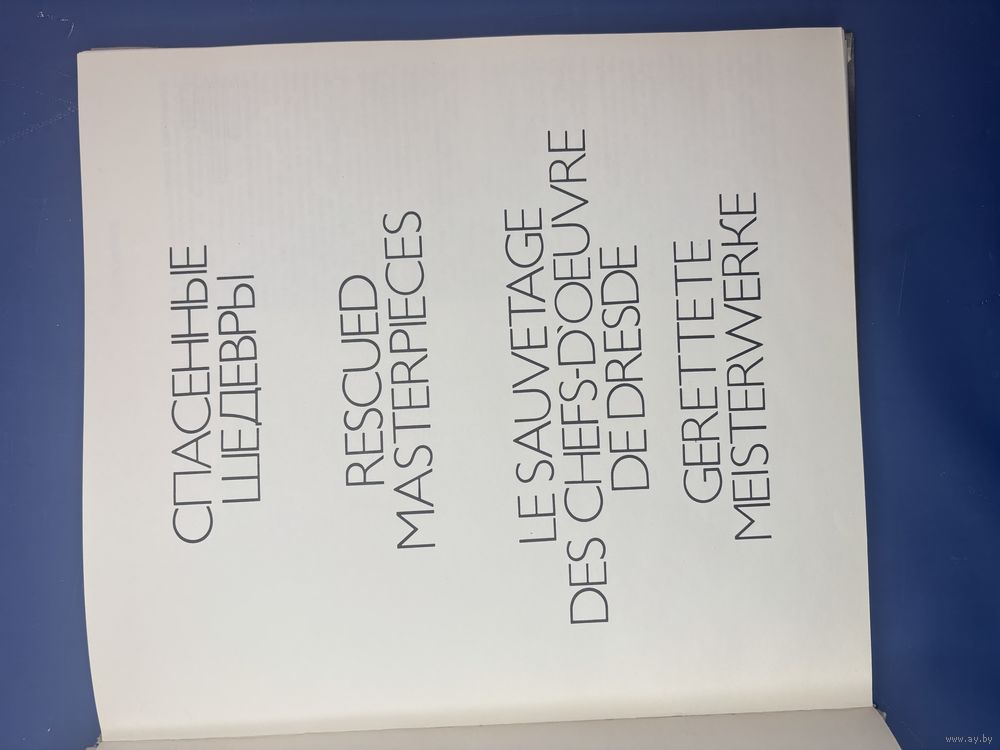 СПАСЕННЫЕ
ШЕДЕВРЫ
RESCUED
MASTERPIECES
LE SAUVETAGE
DES CHEFS-D`OEUVRE
DE DRESDE
GERETTETE
MEISTERWERKE
www.ay.by